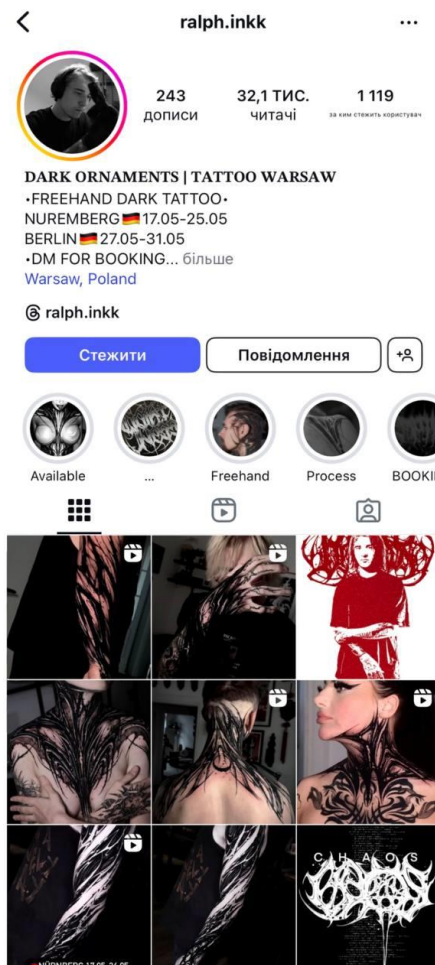 ralph.inkk
243
дописи
32,1 ТИС.
читачі
1 119
за ким стежить користувач
DARK ORNAMENTS | TATTOO WARSAW
•FREEHAND DARK TATTOO•
NUREMBERG🇩🇪17.05-25.05
BERLIN🇩🇪27.05-31.05
•DM FOR BOOKING... більше
Warsaw, Poland
ralph.inkk
Стежити
Повідомлення
Available
...
Freehand
Process
BOOKI
CHAOS